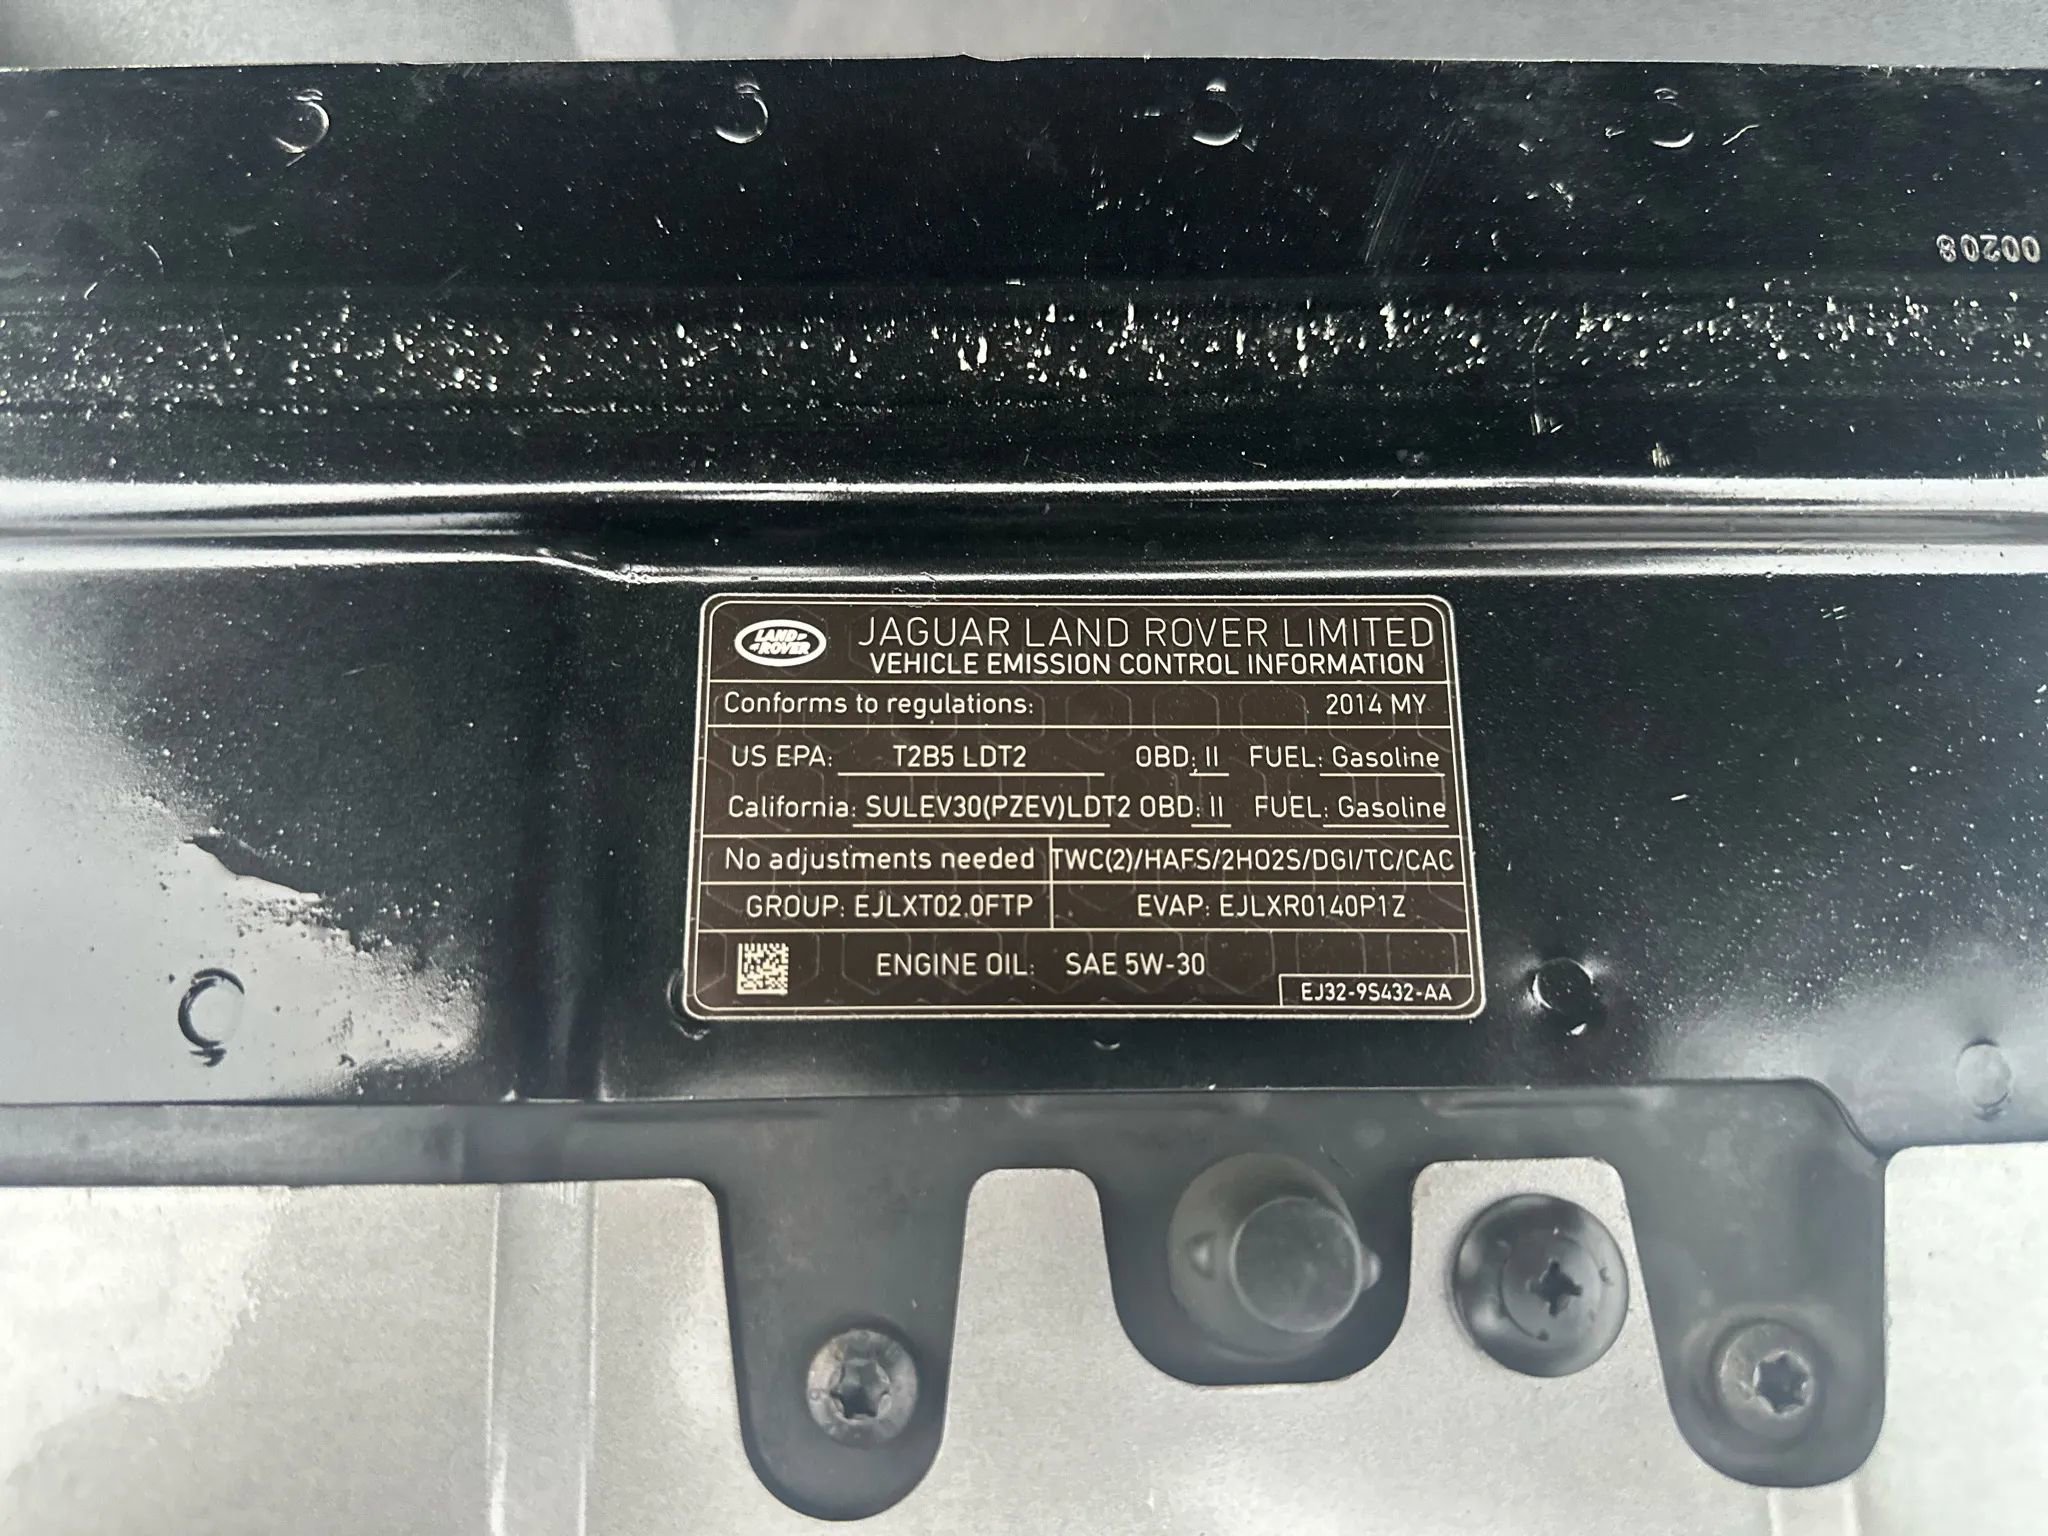 00208
LAND ROVER
JAGUAR LAND ROVER LIMITED
VEHICLE EMISSION CONTROL INFORMATION
Conforms to regulations: 2014 MY
US EPA: T2B5 LDT2 OBD: II FUEL: Gasoline
California: SULEV30(PZEV)LDT2 OBD: II FUEL: Gasoline
No adjustments needed TWC(2)/HAFS/2HO2S/DGI/TC/CAC
GROUP: EJLXT02.0FTP EVAP: EJLXR0140P1Z
ENGINE OIL: SAE 5W-30
EJ32-9S432-AA